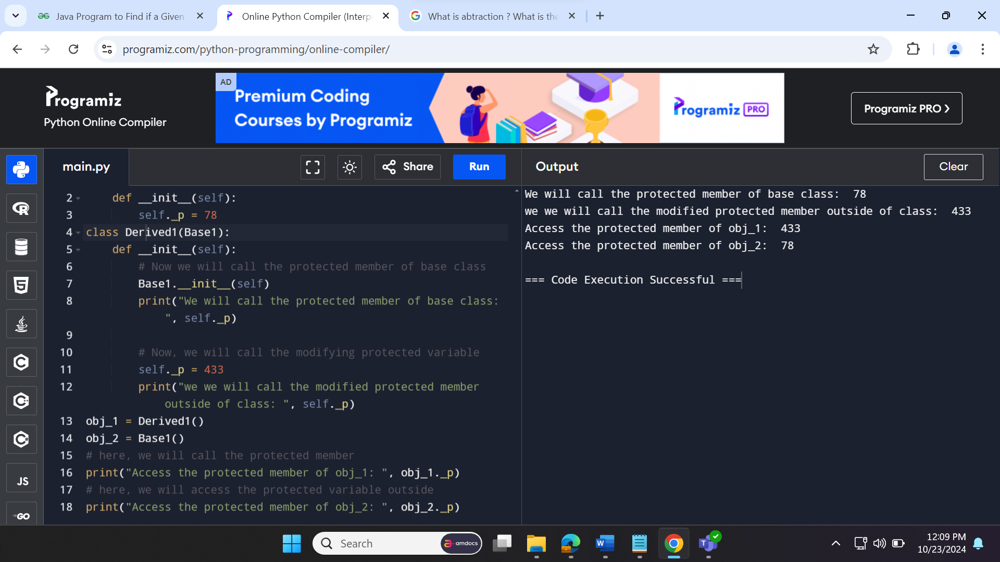 Java Program to Find if a Given
Online Python Compiler (Interp
What is abtraction ? What is the
programiz.com/python-programming/online-compiler/
Programiz
Python Online Compiler
AD
Premium Coding
Courses by Programiz
Programiz PRO
Programiz PRO ❯
main.py
Share
Run
Output
Clear
2 def __init__(self):
3 self._p = 78
4 class Derived1(Base1):
5 def __init__(self):
6 # Now we will call the protected member of base class
7 Base1.__init__(self)
8 print("We will call the protected member of base class:
", self._p)
9
10 # Now, we will call the modifying protected variable
11 self._p = 433
12 print("we we will call the modified protected member
outside of class: ", self._p)
13 obj_1 = Derived1()
14 obj_2 = Base1()
15 # here, we will call the protected member
16 print("Access the protected member of obj_1: ", obj_1._p)
17 # here, we will access the protected variable outside
18 print("Access the protected member of obj_2: ", obj_2._p)
We will call the protected member of base class:  78
we we will call the modified protected member outside of class:  433
Access the protected member of obj_1:  433
Access the protected member of obj_2:  78
=== Code Execution Successful ===
R
5
C
C++
C#
JS
GO
Search
amdocs
W
T
12:09 PM
10/23/2024